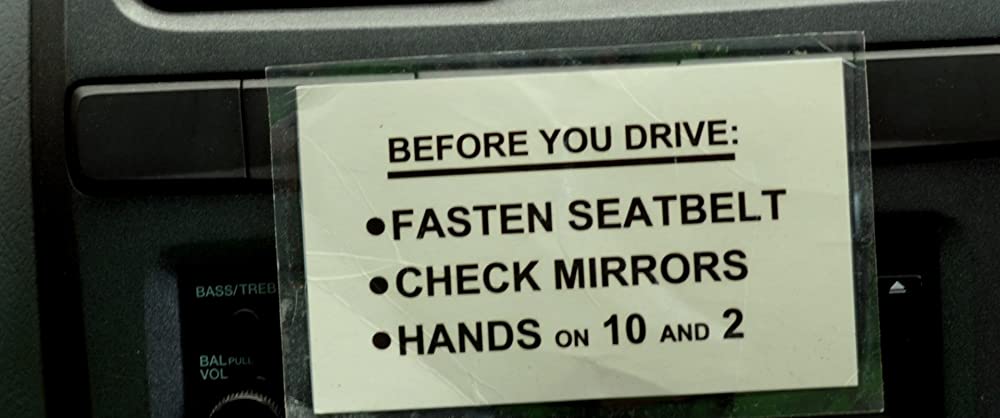 BEFORE YOU DRIVE:
•FASTEN SEATBELT
•CHECK MIRRORS
•HANDS ON 10 AND 2
BASS/TREB
BAL PULL
VOL